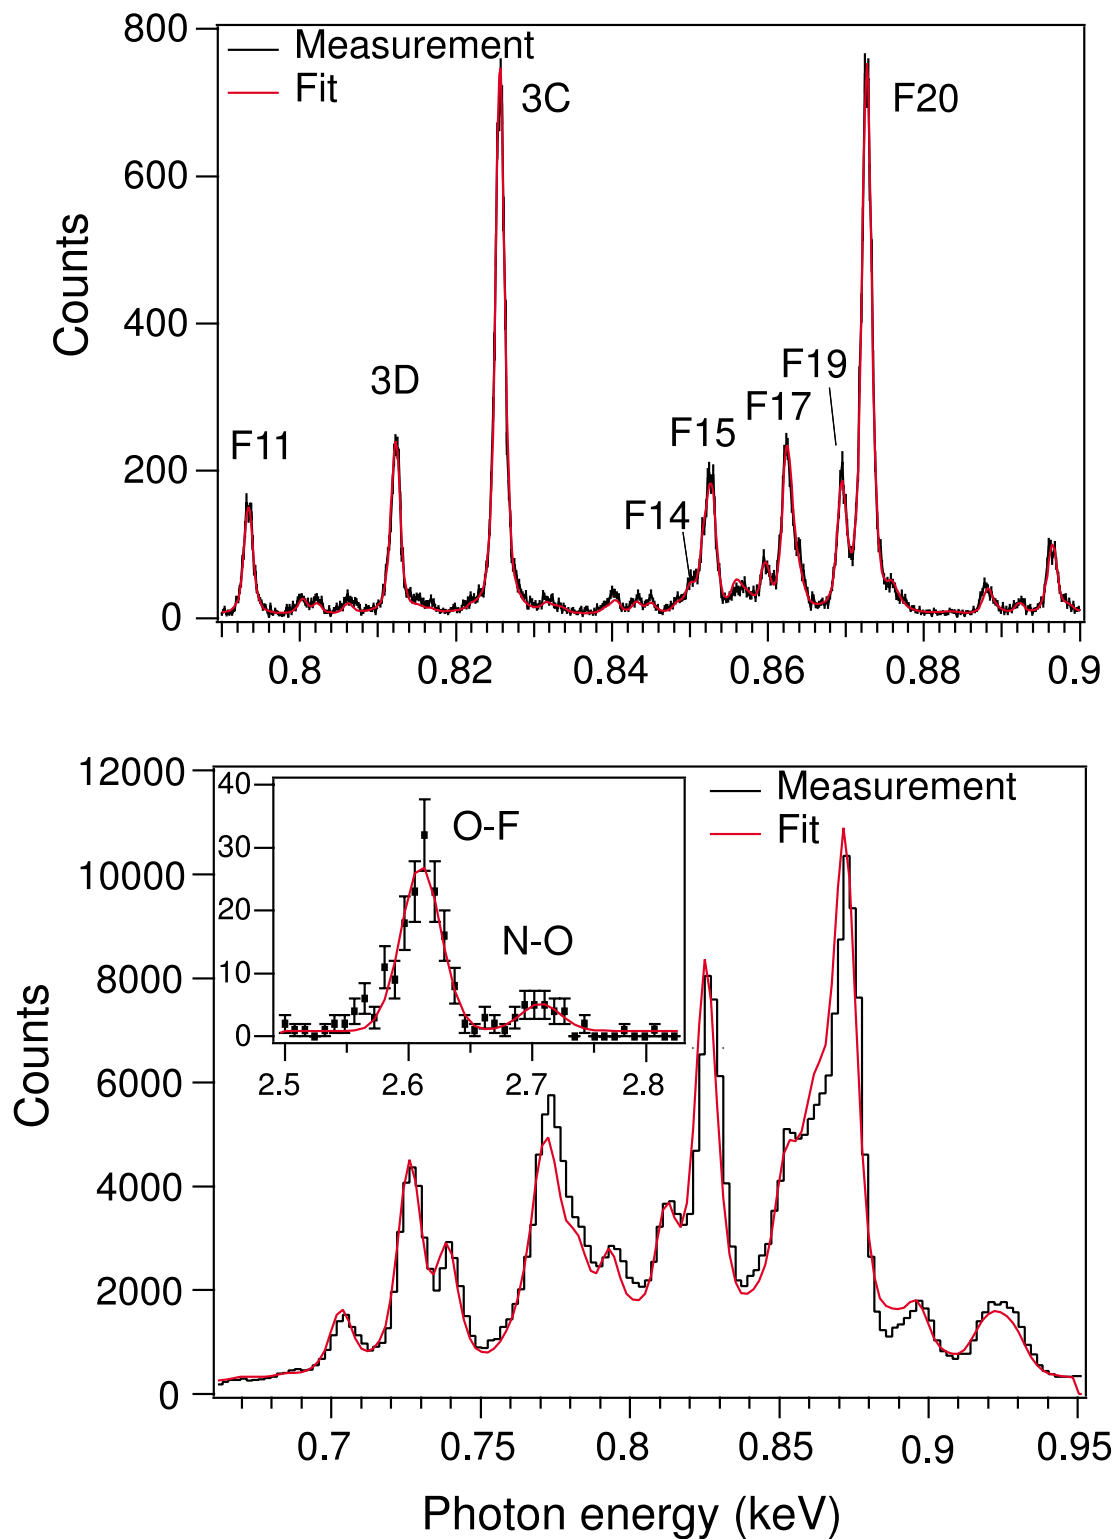 800
Measurement
Fit
3C
F20
600
Counts
400
3D
F19
F17
F11
F15
200
F14
0
0.8 0.82 0.84 0.86 0.88 0.9
12000
Measurement
Fit
40
O-F
30
10000
20
N-O
10
8000
0
2.5 2.6 2.7 2.8
Counts
6000
4000
2000
0
0.7 0.75 0.8 0.85 0.9 0.95
Photon energy (keV)